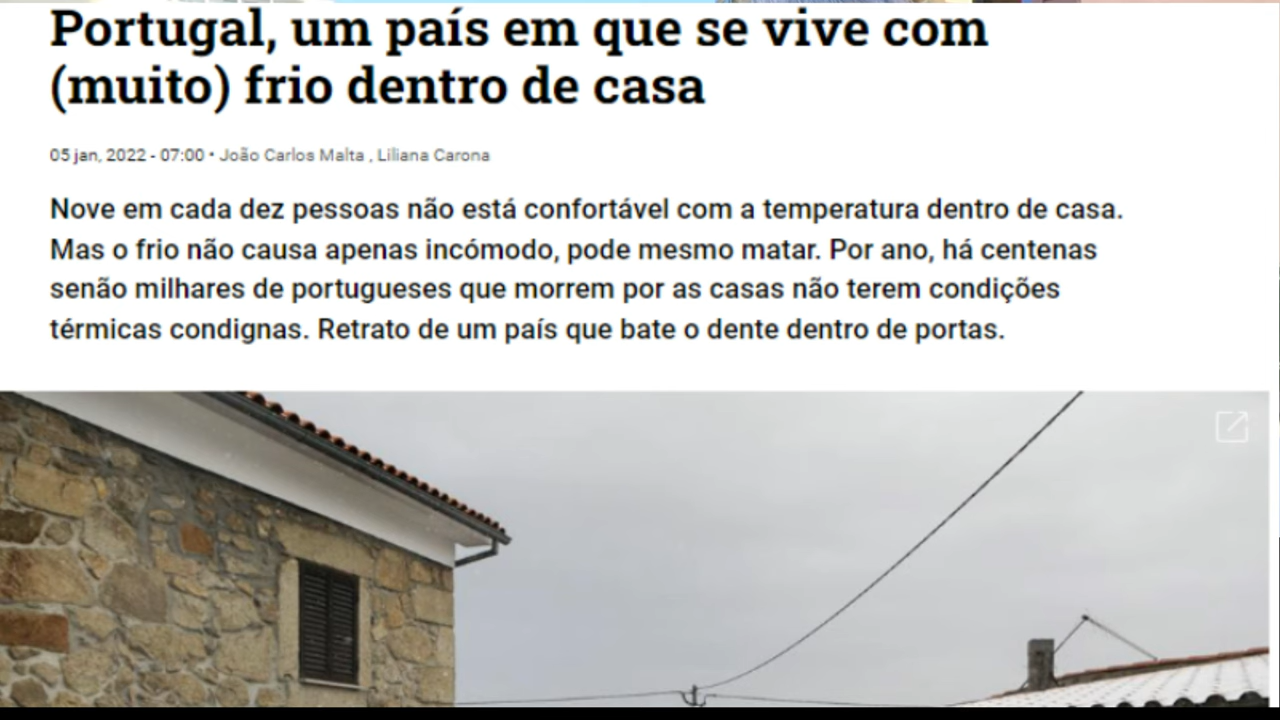 Portugal, um país em que se vive com
(muito) frio dentro de casa
05 jan, 2022 - 07:00 • João Carlos Malta , Liliana Carona
Nove em cada dez pessoas não está confortável com a temperatura dentro de casa.
Mas o frio não causa apenas incómodo, pode mesmo matar. Por ano, há centenas
senão milhares de portugueses que morrem por as casas não terem condições
térmicas condignas. Retrato de um país que bate o dente dentro de portas.